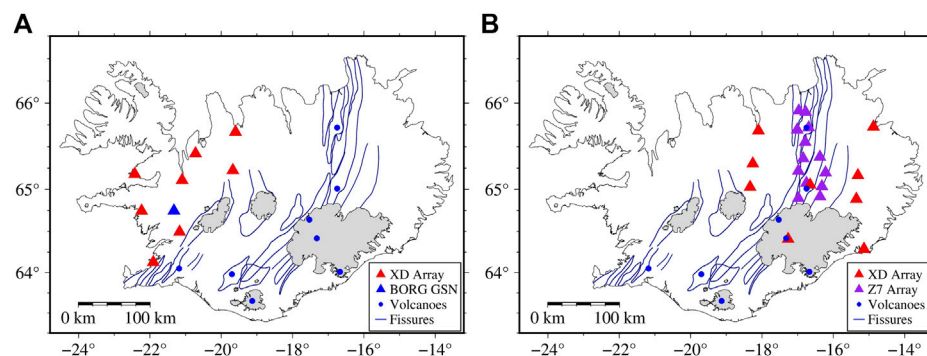 A
B
66°
65°
64°
XD Array
BORG GSN
Volcanoes
Fissures
0 km 100 km
−24 −22 −20 −18 −16 −14
66°
65°
64°
XD Array
Z7 Array
Volcanoes
Fissures
0 km 100 km
−24 −22 −20 −18 −16 −14